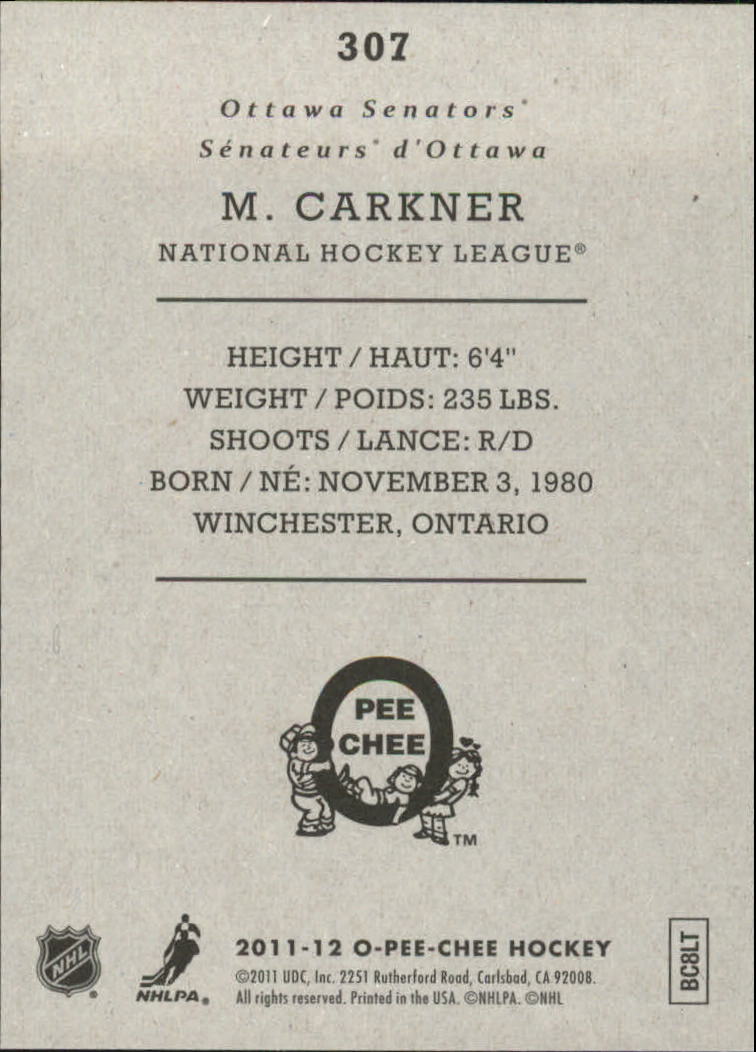 307
Ottawa Senators®
Sénateurs® d'Ottawa
M. CARKNER
NATIONAL HOCKEY LEAGUE®
HEIGHT / HAUT: 6'4"
WEIGHT / POIDS: 235 LBS.
SHOOTS / LANCE: R/D
BORN / NÉ: NOVEMBER 3, 1980
WINCHESTER, ONTARIO
O
PEE
CHEE
TM
NHL®
NHLPA®
2011-12 O-PEE-CHEE HOCKEY
©2011 UDC, Inc. 2251 Rutherford Road, Carlsbad, CA 92008.
All rights reserved. Printed in the USA. ©NHLPA. ©NHL
BC8LT